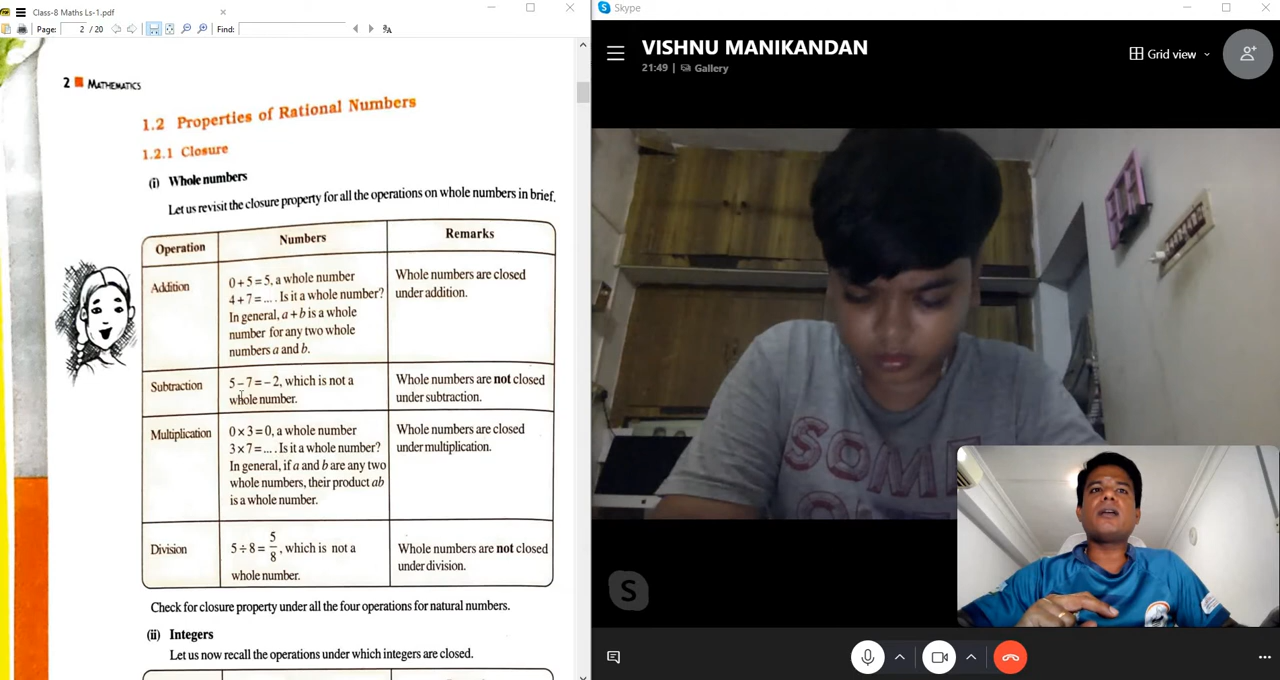 Class-8 Maths Ls-1.pdf
Page: 2 / 20 Find:
2 MATHEMATICS
1.2 Properties of Rational Numbers
1.2.1 Closure
(i) Whole numbers
Let us revisit the closure property for all the operations on whole numbers in brief.
Operation Numbers Remarks
Addition
0 + 5 = 5, a whole number
4 + 7 = .... Is it a whole number?
In general, a + b is a whole
number for any two whole
numbers a and b.
Whole numbers are closed
under addition.
Subtraction
5 – 7 = – 2, which is not a
whole number.
Whole numbers are not closed
under subtraction.
Multiplication
0 × 3 = 0, a whole number
3 × 7 = .... Is it a whole number?
In general, if a and b are any two
whole numbers, their product ab
is a whole number.
Whole numbers are closed
under multiplication.
Division
5 ÷ 8 = 5/8, which is not a
whole number.
Whole numbers are not closed
under division.
Check for closure property under all the four operations for natural numbers.
(ii) Integers
Let us now recall the operations under which integers are closed.
Skype
VISHNU MANIKANDAN
21:49 | Gallery
Grid view
SOME
S